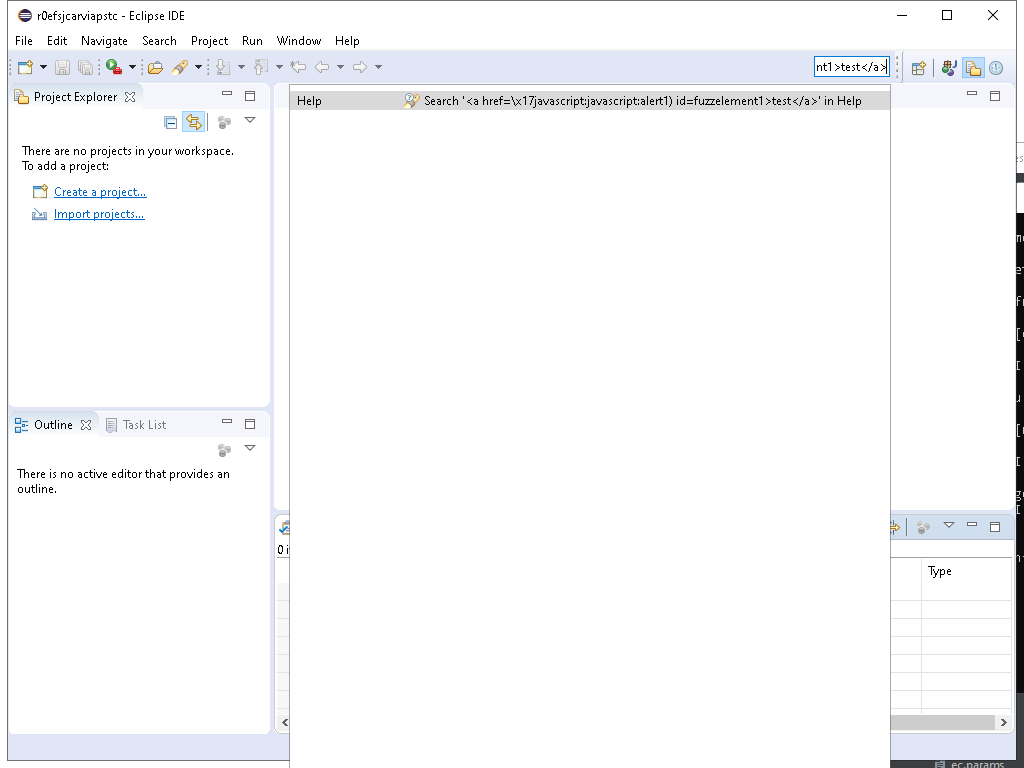 r0efsjcarviapstc - Eclipse IDE
File Edit Navigate Search Project Run Window Help
nt1>test</a>
Project Explorer
Help Search '<a href=\x17javascript:javascript:alert1) id=fuzzelement1>test</a>' in Help
There are no projects in your workspace.
To add a project:
Create a project...
Import projects...
Outline Task List
There is no active editor that provides an
outline.
0 i
Type
ec.params